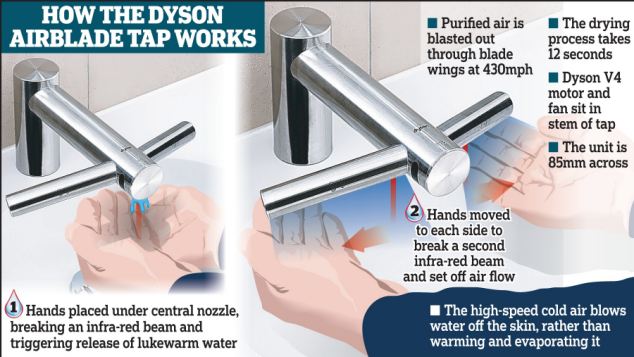 HOW THE DYSON
AIRBLADE TAP WORKS
Purified air is
blasted out
through blade
wings at 430mph
The drying
process takes
12 seconds
Dyson V4
motor and
fan sit in
stem of tap
The unit is
85mm across
1 Hands placed under central nozzle,
breaking an infra-red beam and
triggering release of lukewarm water
2 Hands moved
to each side to
break a second
infra-red beam
and set off air flow
The high-speed cold air blows
water off the skin, rather than
warming and evaporating it